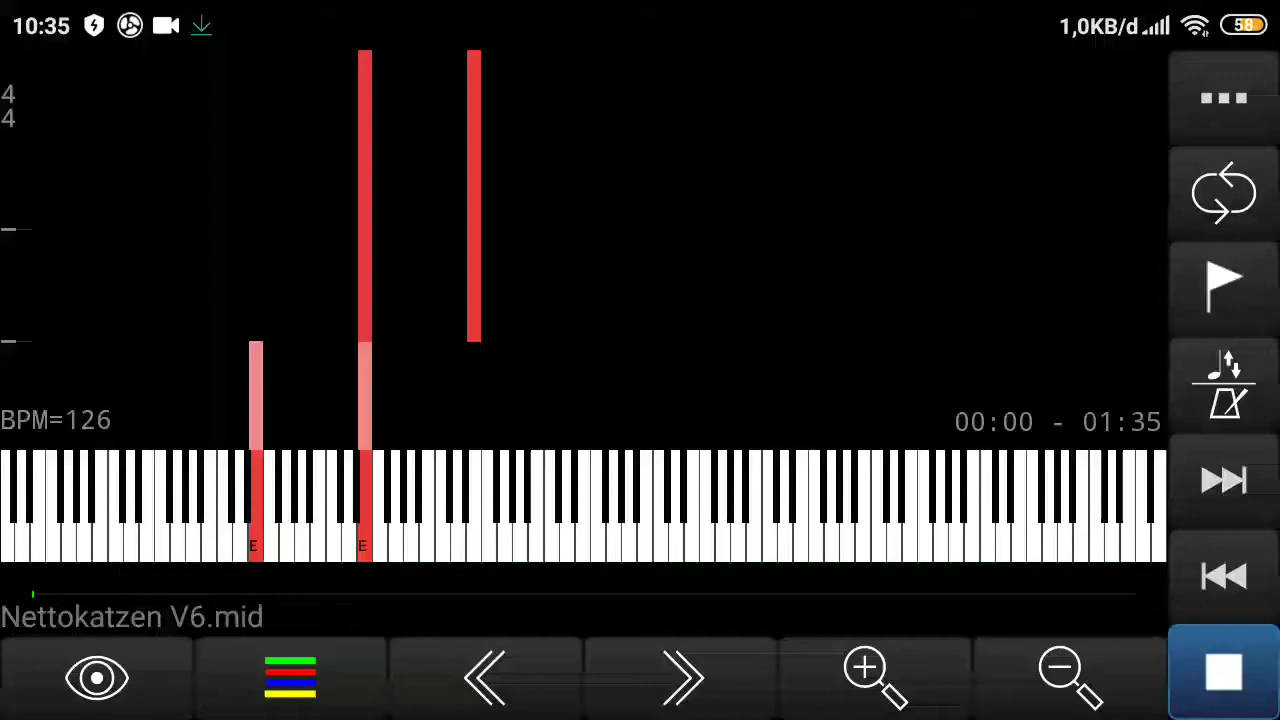 10:35
1,0KB/d
58
4
4
BPM=126
00:00 - 01:35
E
E
Nettokatzen V6.mid